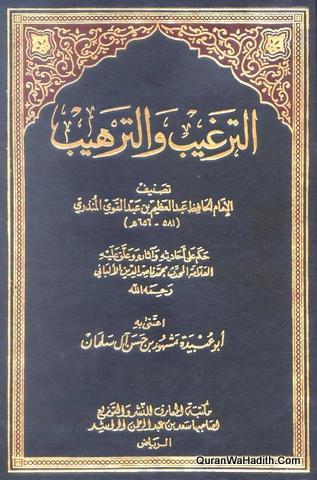 الترغيب والترهيب
تصنيف
الإمام الحافظ عبد العظيم بن عبد القوي المنذري
(٥٨١ - ٦٥٦ هـ)
حكم على أحاديثه وآثاره وعلق عليه
العلامة المحدث محمد ناصر الدين الألباني
رحمه الله
اعتنى به
أبو عبيدة مشهور بن حسن آل سلمان
مكتبة المعارف للنشر والتوزيع
لصاحبها سعد بن عبد الرحمن الراشد
الرياض
QuranWaHadith.Com